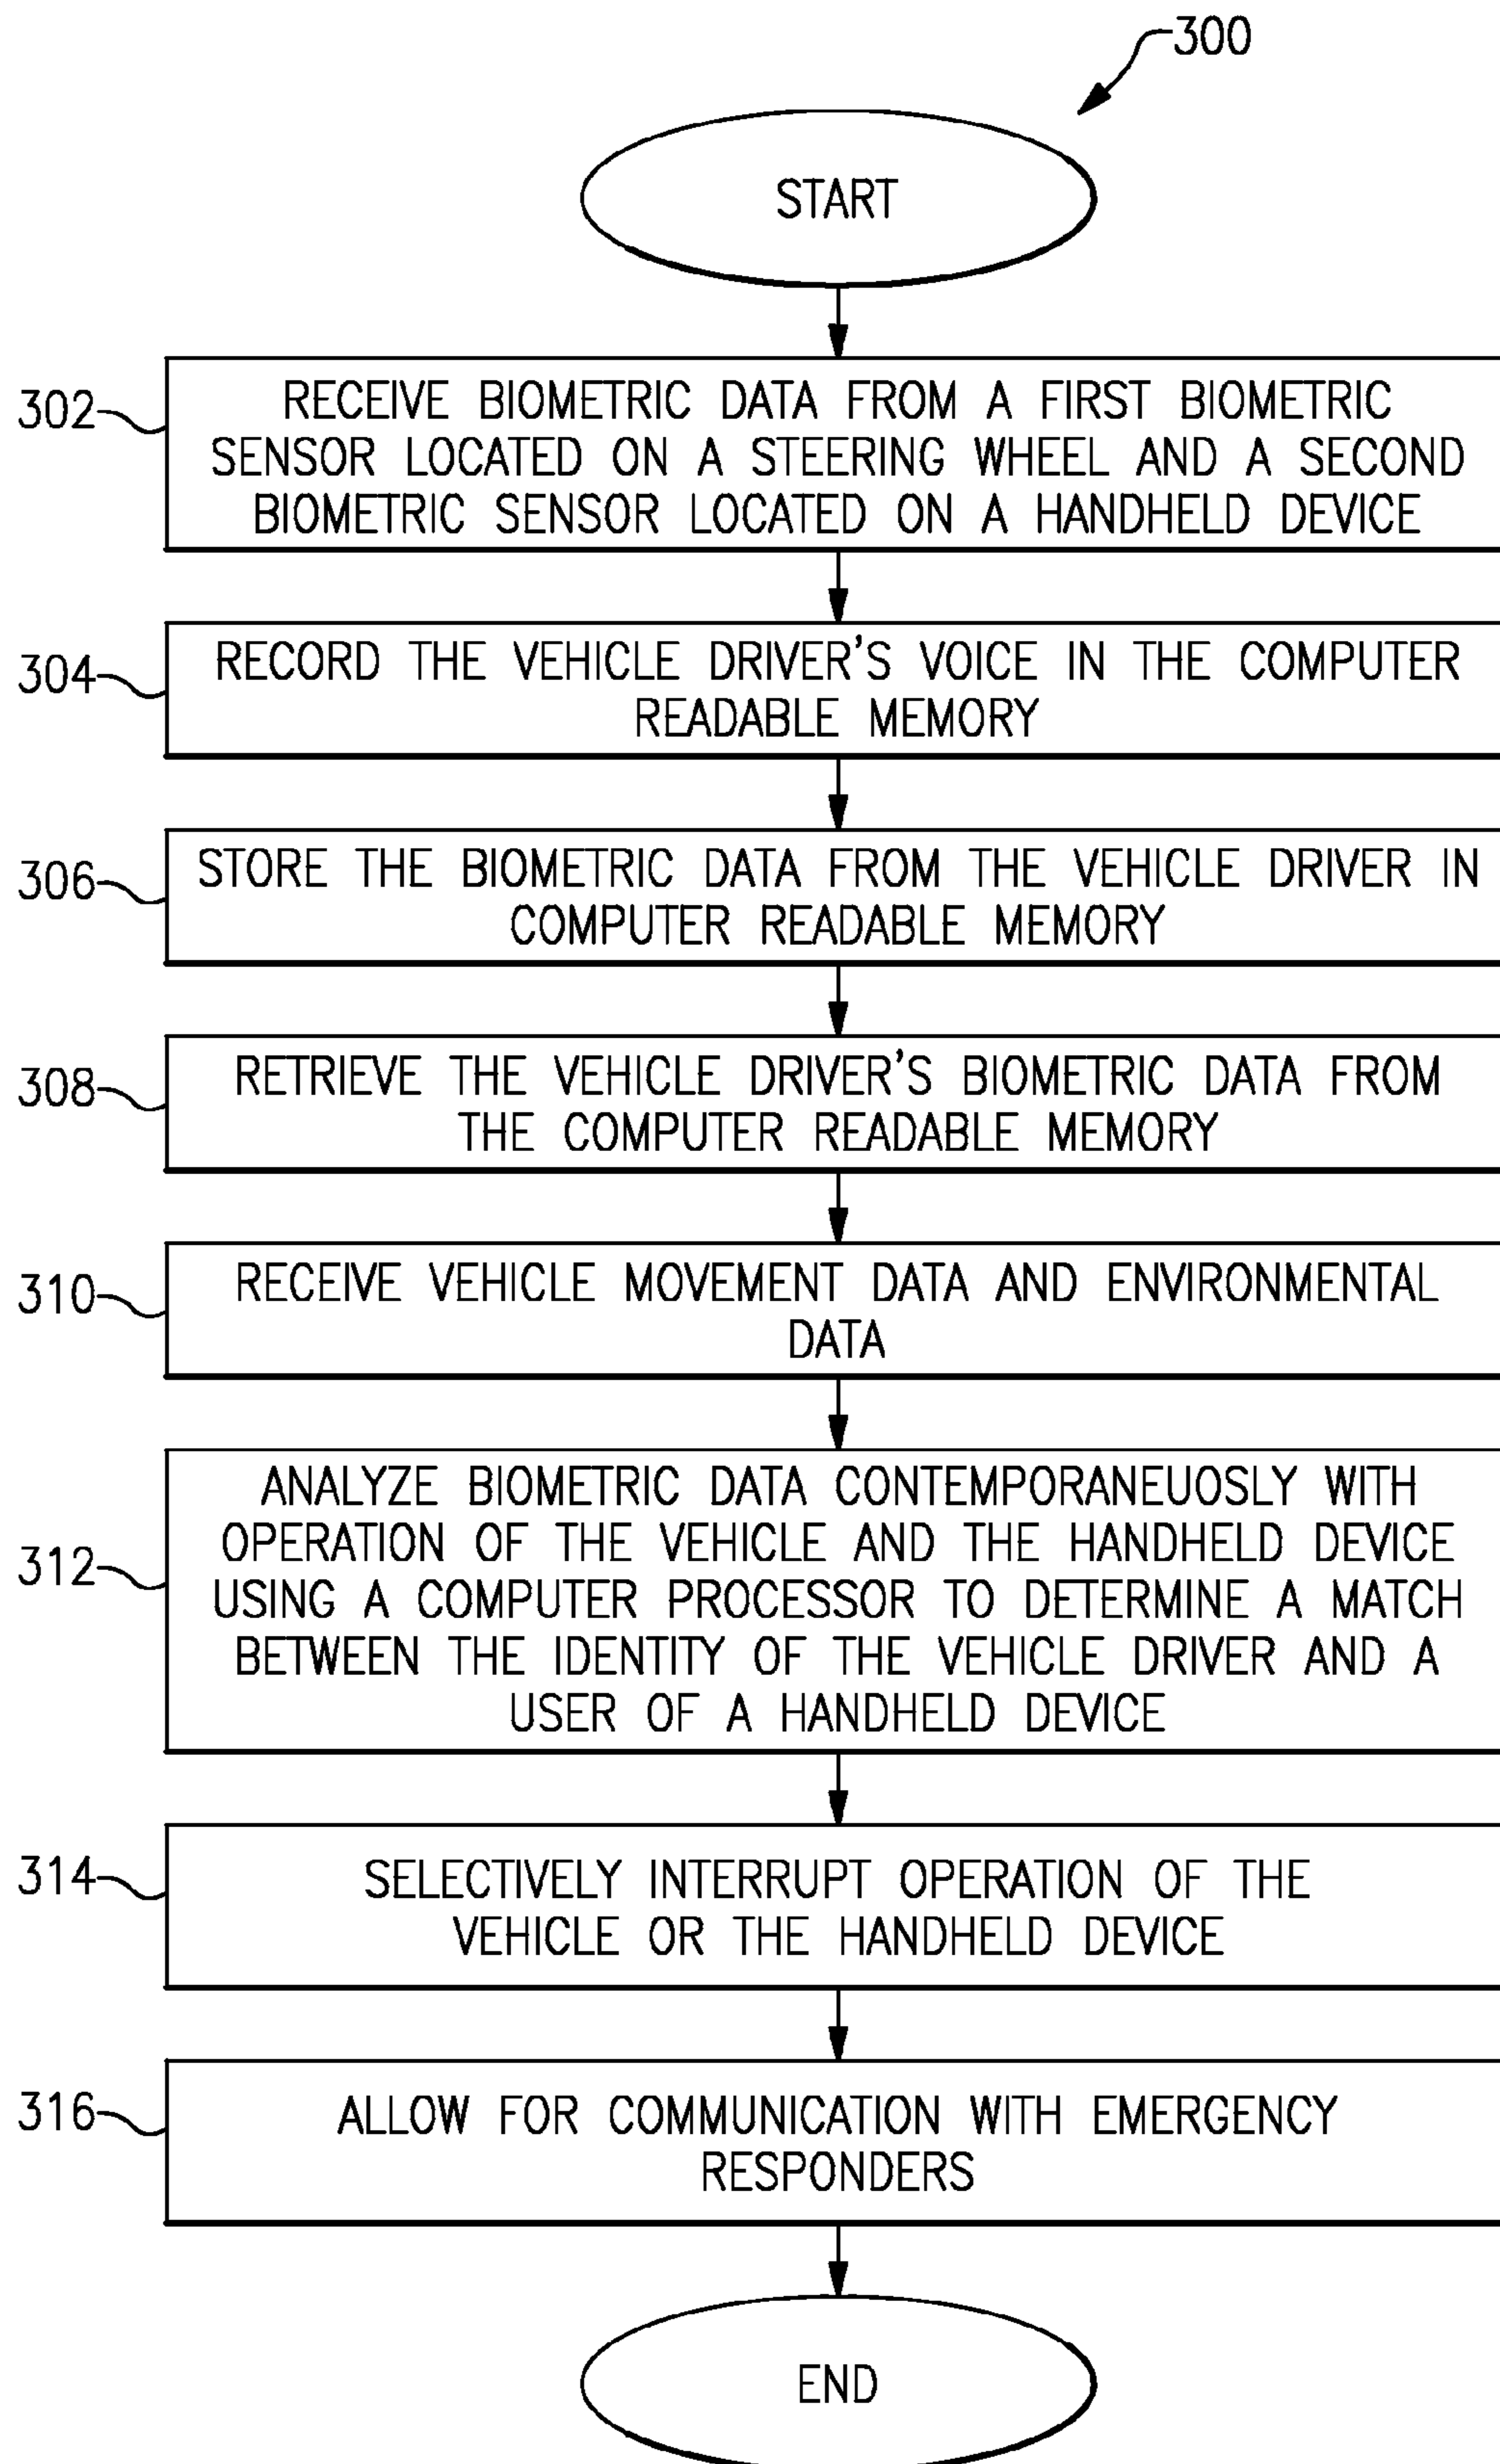 300
START
302
RECEIVE BIOMETRIC DATA FROM A FIRST BIOMETRIC
SENSOR LOCATED ON A STEERING WHEEL AND A SECOND
BIOMETRIC SENSOR LOCATED ON A HANDHELD DEVICE
304
RECORD THE VEHICLE DRIVER'S VOICE IN THE COMPUTER
READABLE MEMORY
306
STORE THE BIOMETRIC DATA FROM THE VEHICLE DRIVER IN
COMPUTER READABLE MEMORY
308
RETRIEVE THE VEHICLE DRIVER'S BIOMETRIC DATA FROM
THE COMPUTER READABLE MEMORY
310
RECEIVE VEHICLE MOVEMENT DATA AND ENVIRONMENTAL
DATA
312
ANALYZE BIOMETRIC DATA CONTEMPORANEUOSLY WITH
OPERATION OF THE VEHICLE AND THE HANDHELD DEVICE
USING A COMPUTER PROCESSOR TO DETERMINE A MATCH
BETWEEN THE IDENTITY OF THE VEHICLE DRIVER AND A
USER OF A HANDHELD DEVICE
314
SELECTIVELY INTERRUPT OPERATION OF THE
VEHICLE OR THE HANDHELD DEVICE
316
ALLOW FOR COMMUNICATION WITH EMERGENCY
RESPONDERS
END